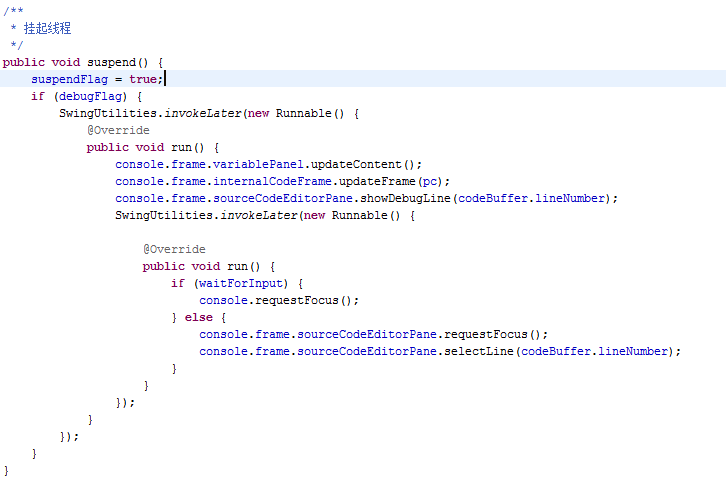 /**
 * 挂起线程
 */
public void suspend() {
    suspendFlag = true;
    if (debugFlag) {
        SwingUtilities.invokeLater(new Runnable() {
            @Override
            public void run() {
                console.frame.variablePanel.updateContent();
                console.frame.internalCodeFrame.updateFrame(pc);
                console.frame.sourceCodeEditorPane.showDebugLine(codeBuffer.lineNumber);
                SwingUtilities.invokeLater(new Runnable() {

                    @Override
                    public void run() {
                        if (waitForInput) {
                            console.requestFocus();
                        } else {
                            console.frame.sourceCodeEditorPane.requestFocus();
                            console.frame.sourceCodeEditorPane.selectLine(codeBuffer.lineNumber);
                        }
                    }
                });
            }
        });
    }
}